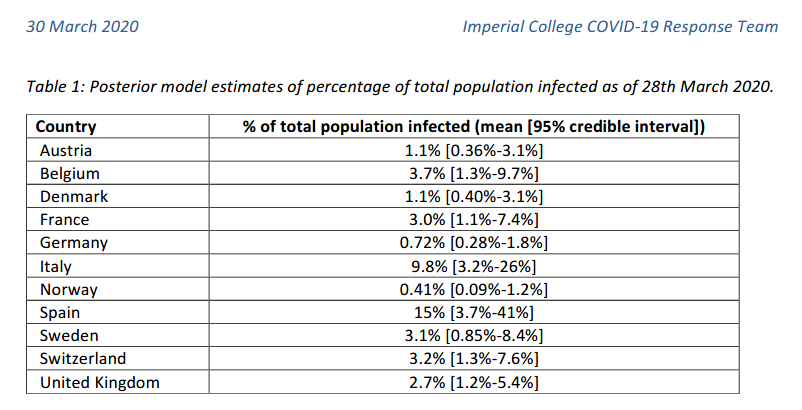 30 March 2020 Imperial College COVID-19 Response Team
Table 1: Posterior model estimates of percentage of total population infected as of 28th March 2020.
Country % of total population infected (mean [95% credible interval])
Austria 1.1% [0.36%-3.1%]
Belgium 3.7% [1.3%-9.7%]
Denmark 1.1% [0.40%-3.1%]
France 3.0% [1.1%-7.4%]
Germany 0.72% [0.28%-1.8%]
Italy 9.8% [3.2%-26%]
Norway 0.41% [0.09%-1.2%]
Spain 15% [3.7%-41%]
Sweden 3.1% [0.85%-8.4%]
Switzerland 3.2% [1.3%-7.6%]
United Kingdom 2.7% [1.2%-5.4%]